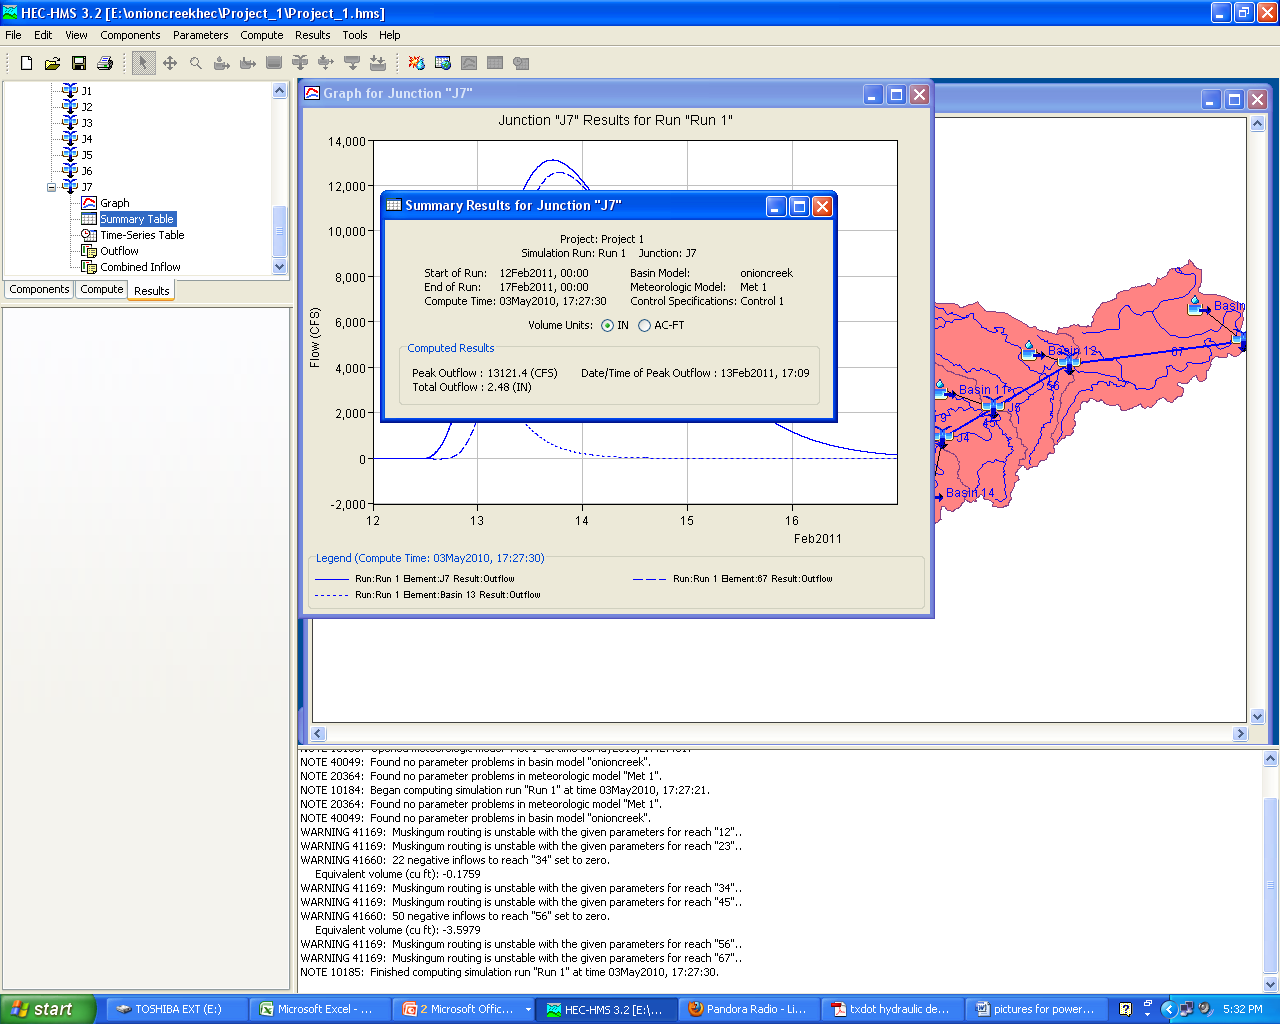 HEC-HMS 3.2 [E:\onioncreekhec\Project_1\Project_1.hms]
File Edit View Components Parameters Compute Results Tools Help
J1
J2
J3
J4
J5
J6
J7
Graph
Summary Table
Time-Series Table
Outflow
Combined Inflow
Components Compute Results
Graph for Junction "J7"
Junction "J7" Results for Run "Run 1"
14,000
12,000
10,000
8,000
6,000
4,000
2,000
0
-2,000
Flow (CFS)
12 13 14 15 16
Feb2011
Legend (Compute Time: 03May2010, 17:27:30)
Run:Run 1 Element:J7 Result:Outflow
Run:Run 1 Element:67 Result:Outflow
Run:Run 1 Element:Basin 13 Result:Outflow
Summary Results for Junction "J7"
Project: Project 1
Simulation Run: Run 1 Junction: J7
Start of Run: 12Feb2011, 00:00 Basin Model: onioncreek
End of Run: 17Feb2011, 00:00 Meteorologic Model: Met 1
Compute Time: 03May2010, 17:27:30 Control Specifications: Control 1
Volume Units: IN AC-FT
Computed Results
Peak Outflow : 13121.4 (CFS) Date/Time of Peak Outflow : 13Feb2011, 17:09
Total Outflow : 2.48 (IN)
Basin
Basin 12
67
56
Basin 11
J5
45
J4
Basin 14
NOTE 40049: Found no parameter problems in basin model "onioncreek".
NOTE 20364: Found no parameter problems in meteorologic model "Met 1".
NOTE 10184: Began computing simulation run "Run 1" at time 03May2010, 17:27:21.
NOTE 20364: Found no parameter problems in meteorologic model "Met 1".
NOTE 40049: Found no parameter problems in basin model "onioncreek".
WARNING 41169: Muskingum routing is unstable with the given parameters for reach "12"..
WARNING 41169: Muskingum routing is unstable with the given parameters for reach "23"..
WARNING 41660: 22 negative inflows to reach "34" set to zero.
Equivalent volume (cu ft): -0.1759
WARNING 41169: Muskingum routing is unstable with the given parameters for reach "34"..
WARNING 41169: Muskingum routing is unstable with the given parameters for reach "45"..
WARNING 41660: 50 negative inflows to reach "56" set to zero.
Equivalent volume (cu ft): -3.5979
WARNING 41169: Muskingum routing is unstable with the given parameters for reach "56"..
WARNING 41169: Muskingum routing is unstable with the given parameters for reach "67"..
NOTE 10185: Finished computing simulation run "Run 1" at time 03May2010, 17:27:30.
start TOSHIBA EXT (E:) Microsoft Excel - ... 2 Microsoft Offic... HEC-HMS 3.2 [E:\... Pandora Radio - Li... txdot hydraulic de... pictures for power... 5:32 PM